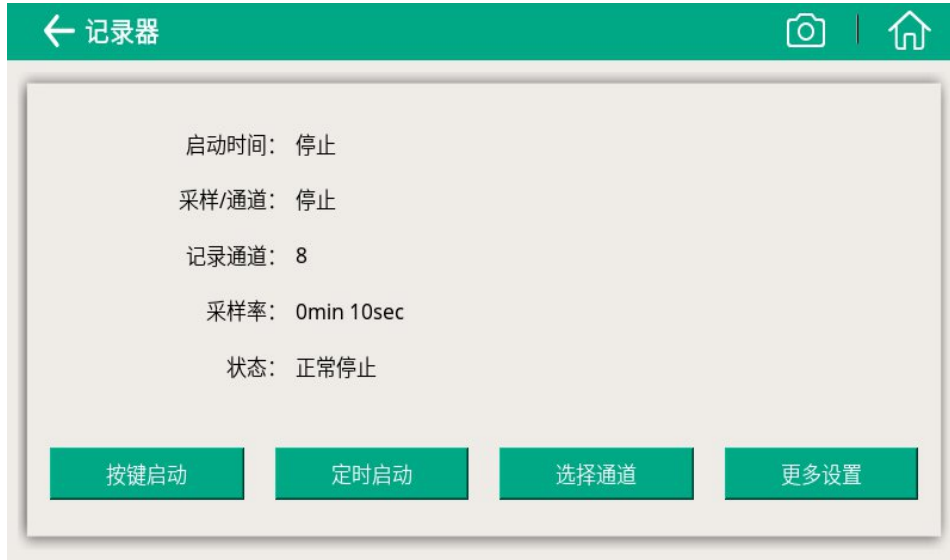 记录器
启动时间： 停止
采样/通道： 停止
记录通道： 8
采样率： 0min 10sec
状态： 正常停止
按键启动 定时启动 选择通道 更多设置